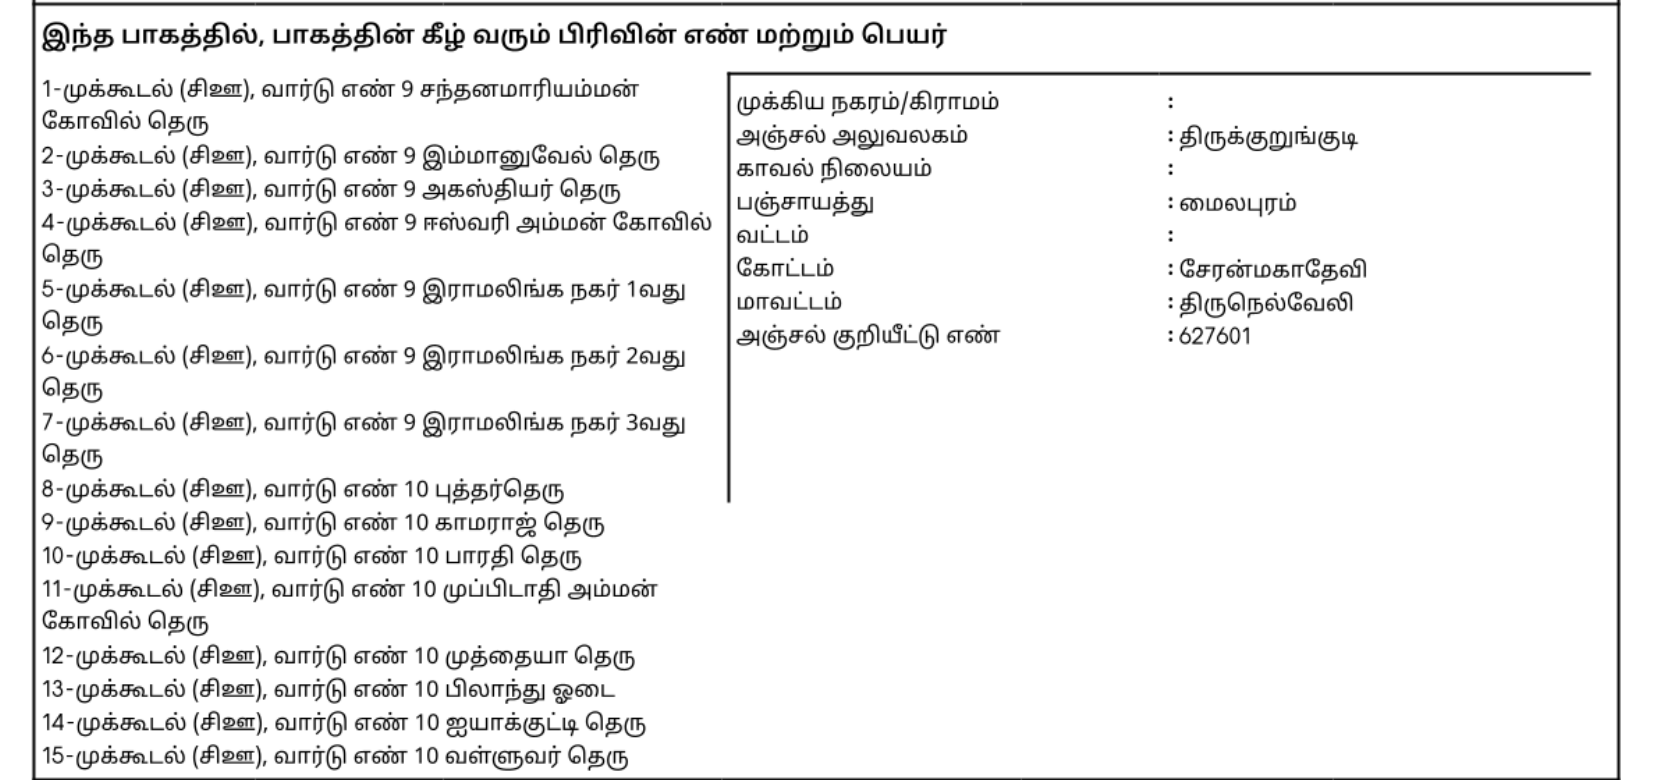 இந்த பாகத்தில், பாகத்தின் கீழ் வரும் பிரிவின் எண் மற்றும் பெயர்
1-முக்கூடல் (சிஊ), வார்டு எண் 9 சந்தனமாரியம்மன்
கோவில் தெரு
2-முக்கூடல் (சிஊ), வார்டு எண் 9 இம்மானுவேல் தெரு
3-முக்கூடல் (சிஊ), வார்டு எண் 9 அகஸ்தியர் தெரு
4-முக்கூடல் (சிஊ), வார்டு எண் 9 ஈஸ்வரி அம்மன் கோவில்
தெரு
5-முக்கூடல் (சிஊ), வார்டு எண் 9 இராமலிங்க நகர் 1வது
தெரு
6-முக்கூடல் (சிஊ), வார்டு எண் 9 இராமலிங்க நகர் 2வது
தெரு
7-முக்கூடல் (சிஊ), வார்டு எண் 9 இராமலிங்க நகர் 3வது
தெரு
8-முக்கூடல் (சிஊ), வார்டு எண் 10 புத்தர்தெரு
9-முக்கூடல் (சிஊ), வார்டு எண் 10 காமராஜ் தெரு
10-முக்கூடல் (சிஊ), வார்டு எண் 10 பாரதி தெரு
11-முக்கூடல் (சிஊ), வார்டு எண் 10 முப்பிடாதி அம்மன்
கோவில் தெரு
12-முக்கூடல் (சிஊ), வார்டு எண் 10 முத்தையா தெரு
13-முக்கூடல் (சிஊ), வார்டு எண் 10 பிலாந்து ஓடை
14-முக்கூடல் (சிஊ), வார்டு எண் 10 ஐயாக்குட்டி தெரு
15-முக்கூடல் (சிஊ), வார்டு எண் 10 வள்ளுவர் தெரு
முக்கிய நகரம்/கிராமம் :
அஞ்சல் அலுவலகம் : திருக்குறுங்குடி
காவல் நிலையம் :
பஞ்சாயத்து : மைலபுரம்
வட்டம் :
கோட்டம் : சேரன்மகாதேவி
மாவட்டம் : திருநெல்வேலி
அஞ்சல் குறியீட்டு எண் : 627601